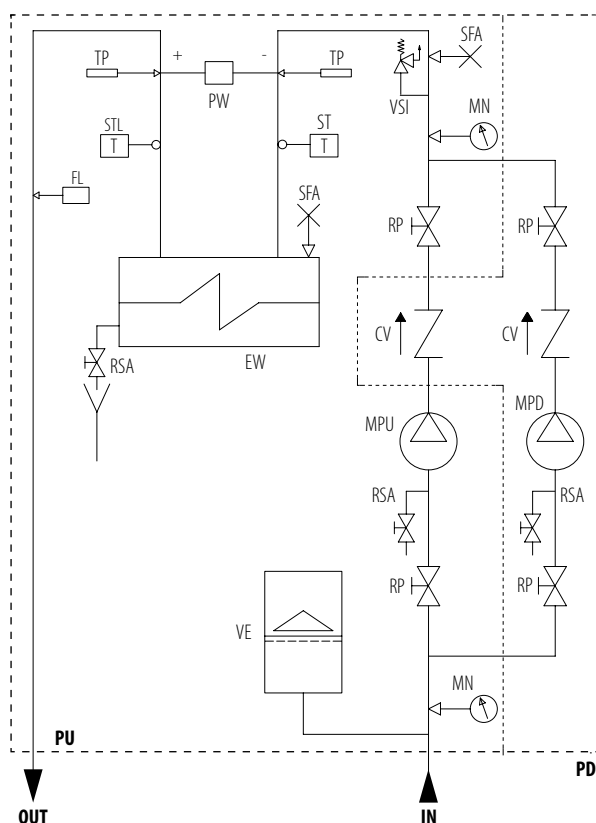 SFA
TP
+
PW
-
TP
VSI
MN
STL
T
ST
T
FL
SFA
RP
RP
CV
CV
RSA
EW
MPU
MPD
RSA
RSA
RP
RP
VE
MN
PU
PD
OUT
IN